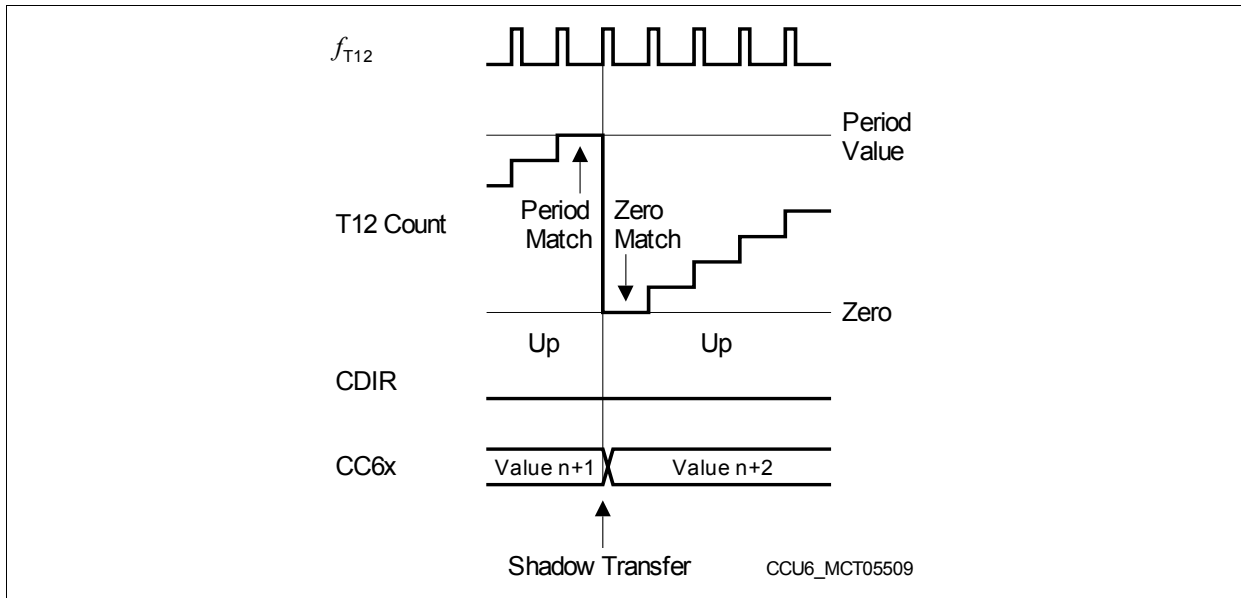 fT12
Period
Value
T12 Count
Period
Match
Zero
Match
Zero
Up
Up
CDIR
CC6x
Value n+1
Value n+2
Shadow Transfer
CCU6_MCT05509